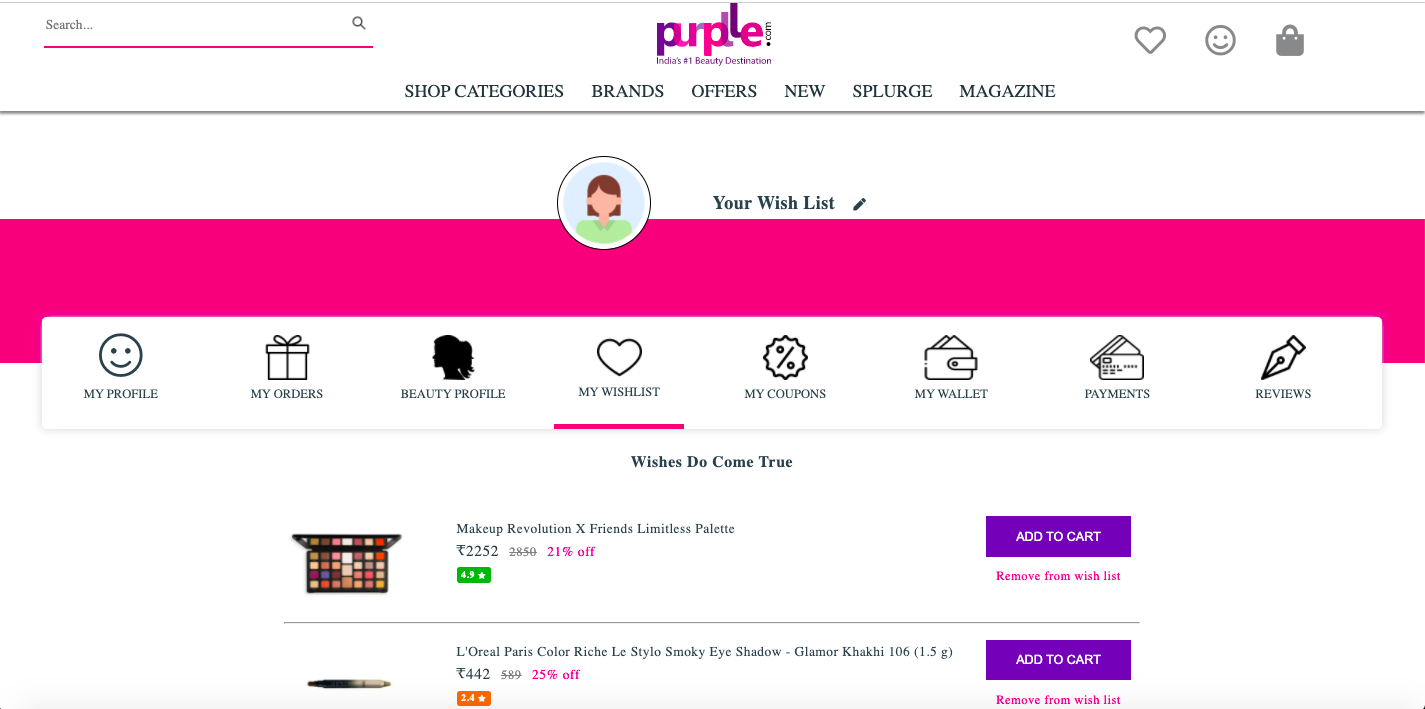 Search...
purplle.com
India's #1 Beauty Destination
SHOP CATEGORIES BRANDS OFFERS NEW SPLURGE MAGAZINE
Your Wish List
MY PROFILE MY ORDERS BEAUTY PROFILE MY WISHLIST MY COUPONS MY WALLET PAYMENTS REVIEWS
Wishes Do Come True
Makeup Revolution X Friends Limitless Palette
₹2252 2850 21% off
4.9 ★
ADD TO CART
Remove from wish list
L'Oreal Paris Color Riche Le Stylo Smoky Eye Shadow - Glamor Khakhi 106 (1.5 g)
₹442 589 25% off
2.4 ★
ADD TO CART
Remove from wish list